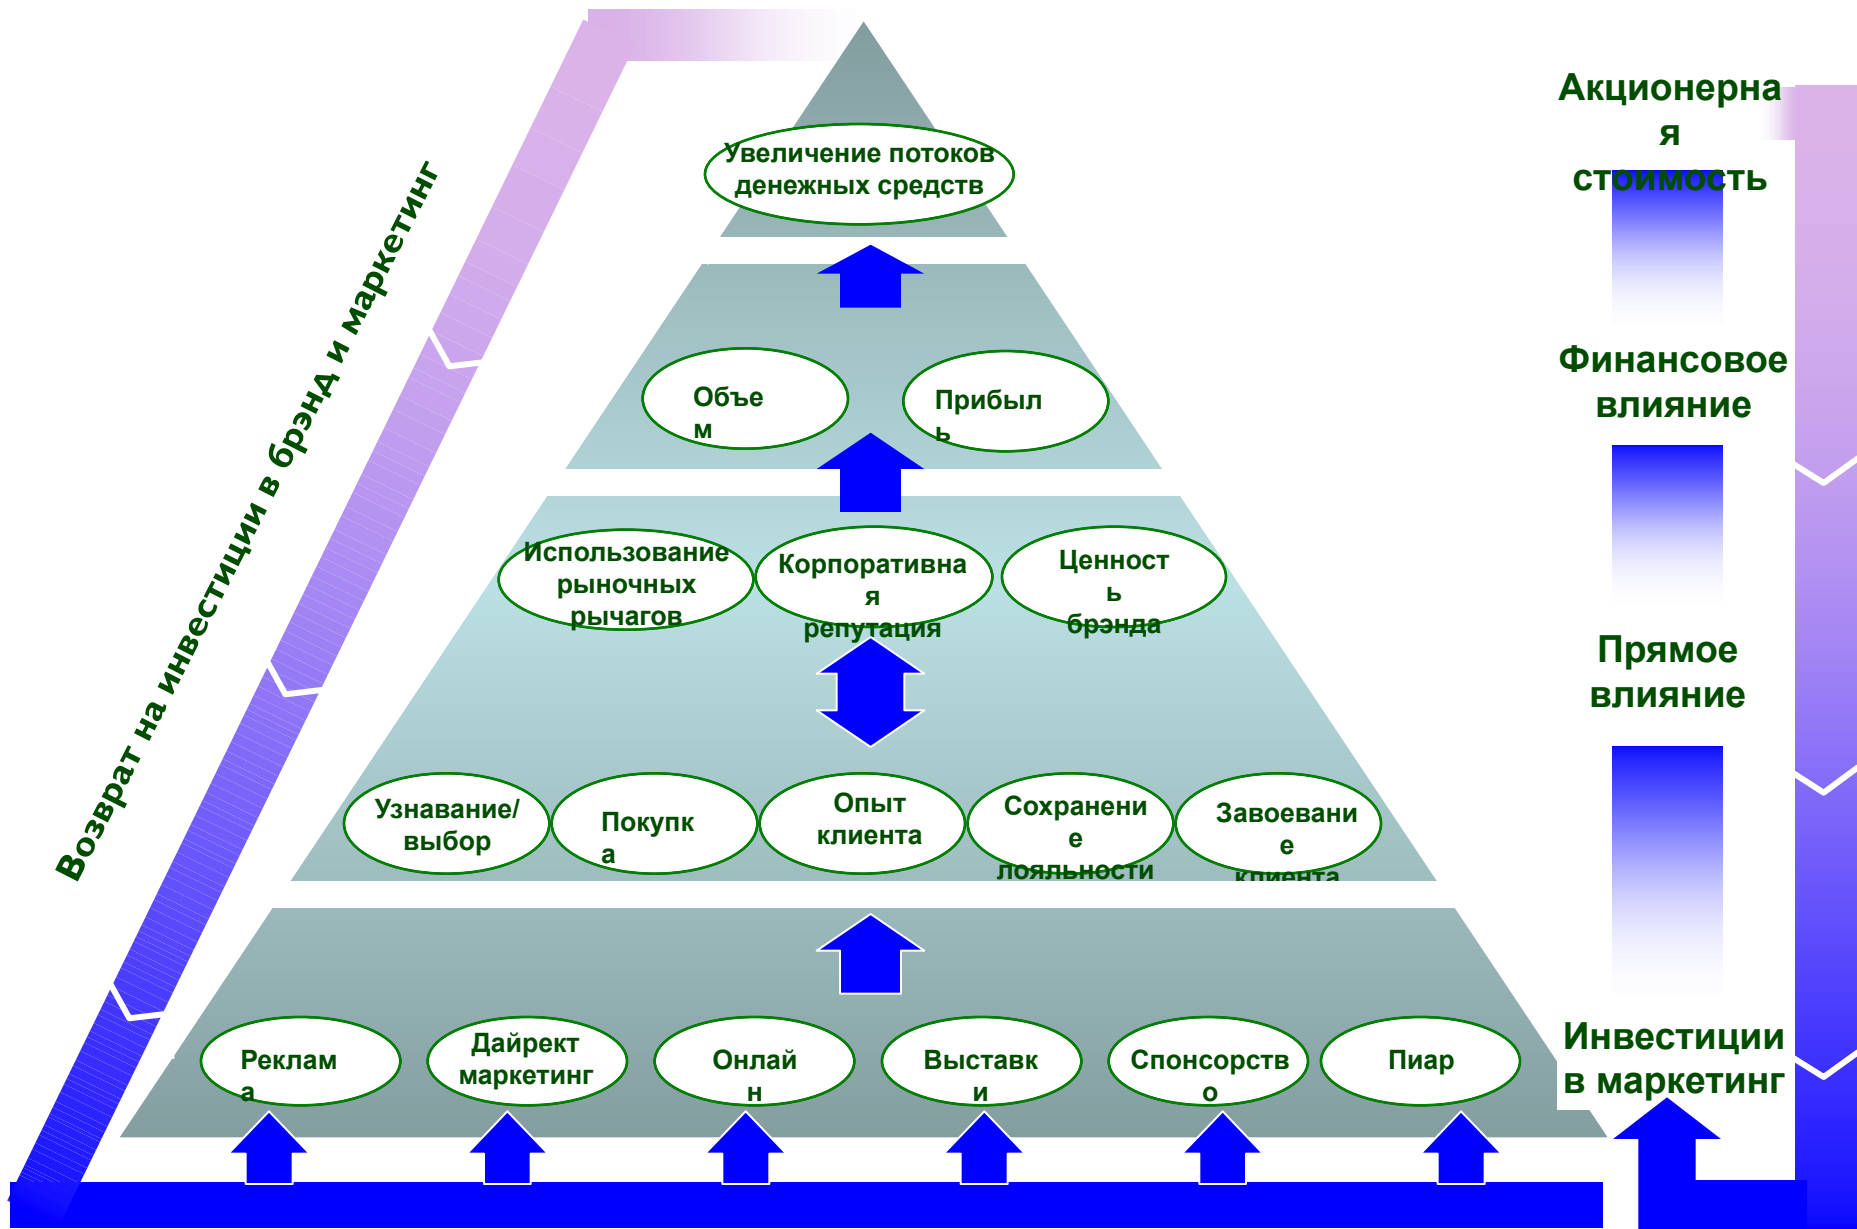 Возврат на инвестиции в брэнд и маркетинг
Увеличение потоков
денежных средств
Объе
м
Прибыл
ь
Использование
рыночных
рычагов
Корпоративна
я
репутация
Ценност
ь
брэнда
Узнавание/
выбор
Покупк
а
Опыт
клиента
Сохранени
е
лояльности
Завоевани
е
клиента
Реклам
а
Дайрект
маркетинг
Онлай
н
Выставк
и
Спонсорств
о
Пиар
Акционерна
я
стоимость
Финансовое
влияние
Прямое
влияние
Инвестиции
в маркетинг